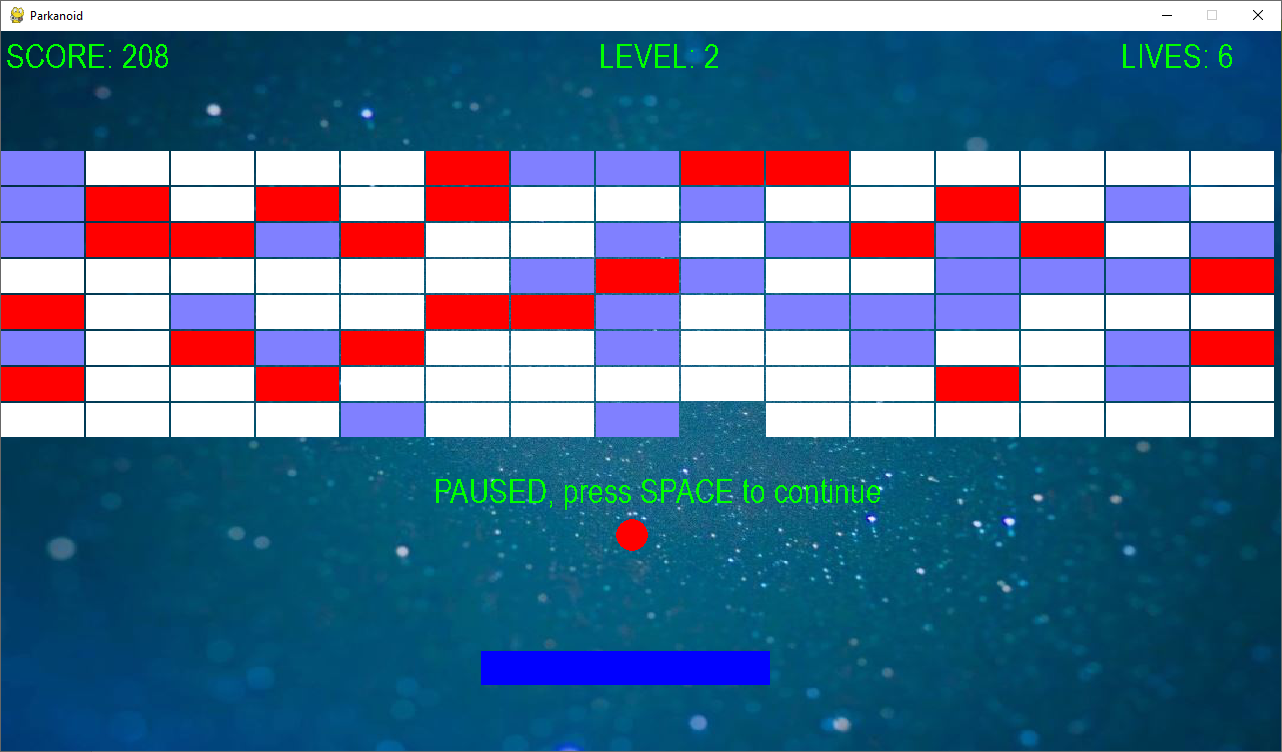 Parkanoid
SCORE: 208
LEVEL: 2
LIVES: 6
PAUSED, press SPACE to continue